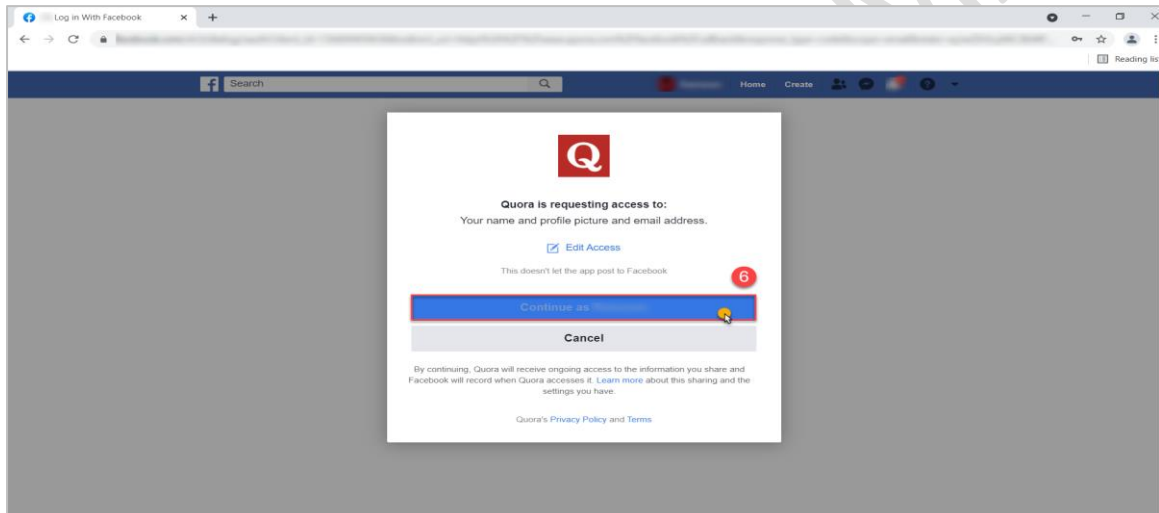 Log in With Facebook
Reading lis
f Search Home Create
Q
Quora is requesting access to:
Your name and profile picture and email address.
Edit Access
This doesn't let the app post to Facebook
6
Continue as
Cancel
By continuing, Quora will receive ongoing access to the information you share and
Facebook will record when Quora accesses it. Learn more about this sharing and the
settings you have.
Quora's Privacy Policy and Terms